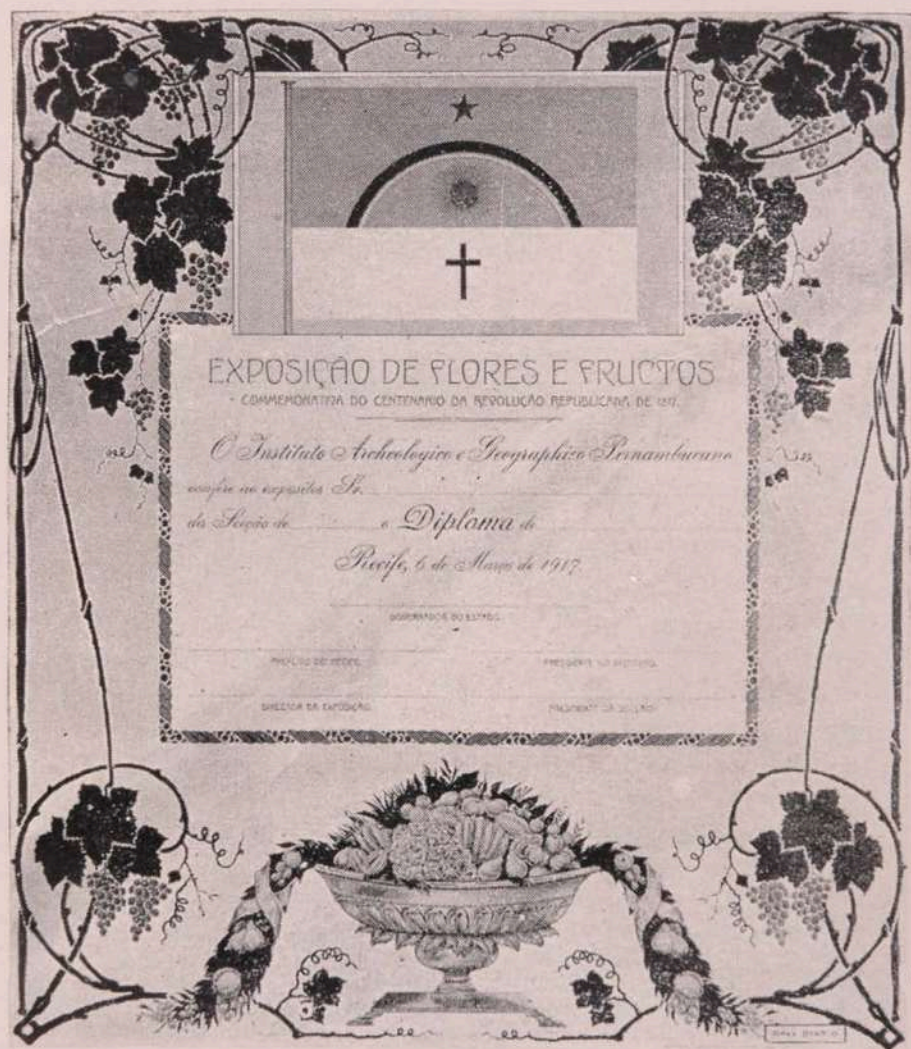 EXPOSIÇÃO DE FLORES E FRUCTOS
COMMEMORATIVA DO CENTENARIO DA REVOLUÇÃO REPUBLICANA DE 1817.
O Instituto Archeologico e Geographico Pernambucano
confere ao expositor Sr.
da Secção de o Diploma de
Recife, 6 de Março de 1917.
GOVERNADOR DO ESTADO
PREFEITO DO RECIFE PRESIDENTE DO INSTITUTO
DIRECTOR DA EXPOSIÇÃO PRESIDENTE DA SECÇÃO